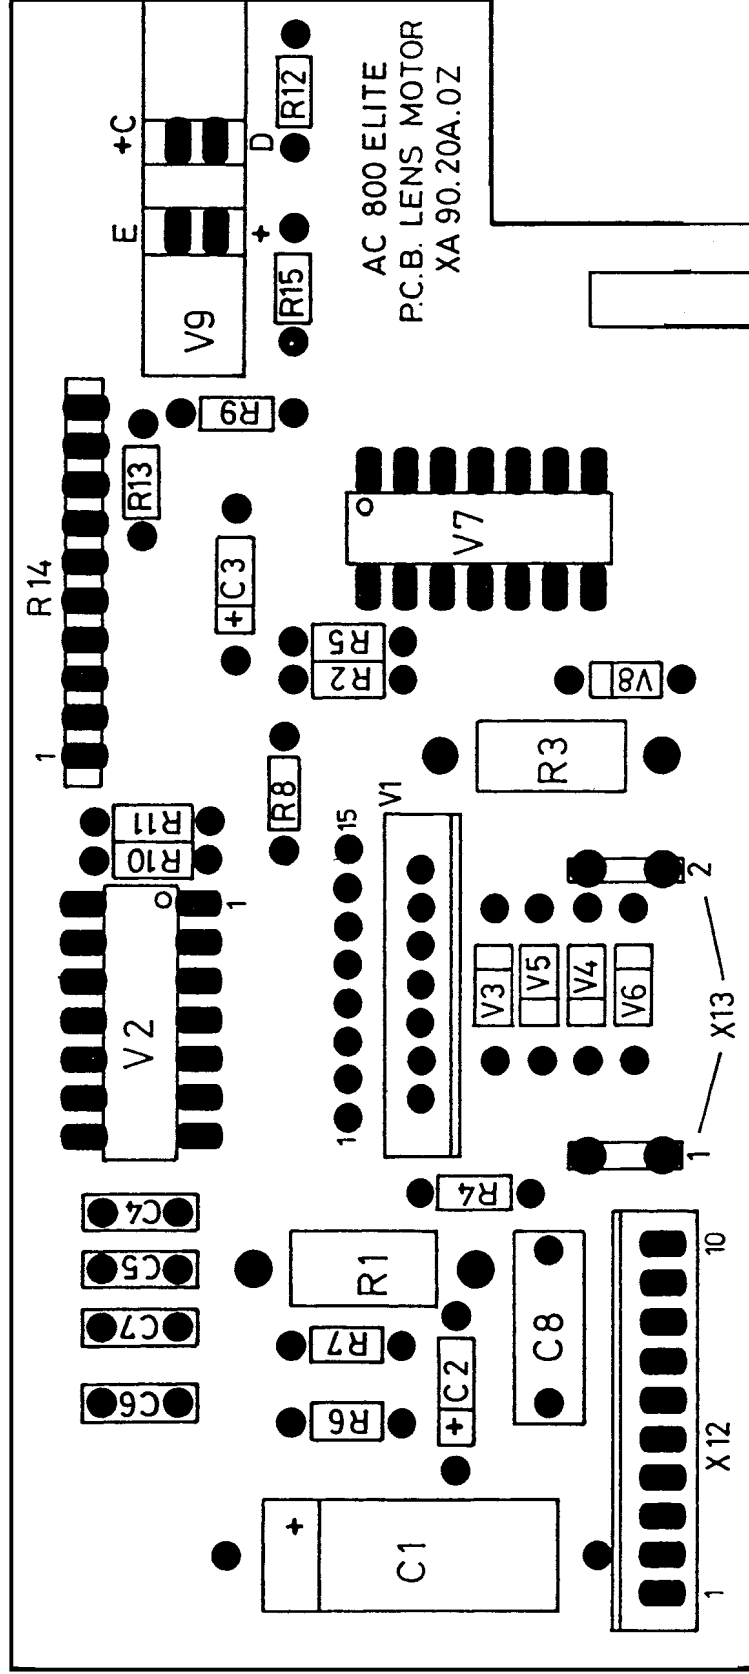 AC 800 ELITE
P.C.B. LENS MOTOR
XA 90.20A.0Z
+C
D
E
+
R12
R15
V9
R9
R13
R14
1
C3
+
V7
R5
R2
V8
R3
R8
R11
R10
V1
15
1
V2
1
V3
V5
V4
V6
2
X13
1
C4
C5
C7
C6
R4
R1
R7
R6
C2
+
C8
10
X12
1
C1
+